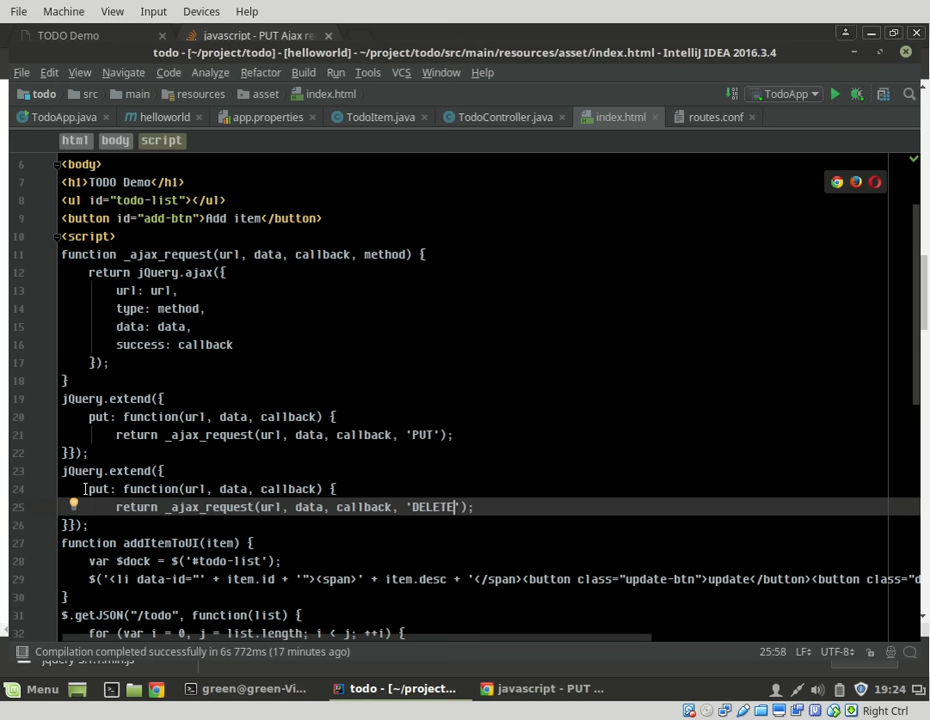 File Machine View Input Devices Help
TODO Demo javascript - PUT Ajax re
todo - [~/project/todo] - [helloworld] - ~/project/todo/src/main/resources/asset/index.html - IntelliJ IDEA 2016.3.4
File Edit View Navigate Code Analyze Refactor Build Run Tools VCS Window Help
todo src main resources asset index.html TodoApp
TodoApp.java helloworld app.properties TodoItem.java TodoController.java index.html routes.conf
html body script
6 <body>
7 <h1>TODO Demo</h1>
8 <ul id="todo-list"></ul>
9 <button id="add-btn">Add item</button>
10 <script>
11 function _ajax_request(url, data, callback, method) {
12 return jQuery.ajax({
13 url: url,
14 type: method,
15 data: data,
16 success: callback
17 });
18 }
19 jQuery.extend({
20 put: function(url, data, callback) {
21 return _ajax_request(url, data, callback, 'PUT');
22 }});
23 jQuery.extend({
24 put: function(url, data, callback) {
25 return _ajax_request(url, data, callback, 'DELETE');
26 }});
27 function addItemToUI(item) {
28 var $dock = $('#todo-list');
29 $('<li data-id="' + item.id + '"><span>' + item.desc + '</span><button class="update-btn">update</button><button class="d
30 }
31 $.getJSON("/todo", function(list) {
32 for (var i = 0, j = list.length; i < j; ++i) {
Compilation completed successfully in 6s 772ms (17 minutes ago) 25:58 LF UTF-8
Menu green@green-Vi... todo - [~/project... javascript - PUT ... 19:24
Right Ctrl